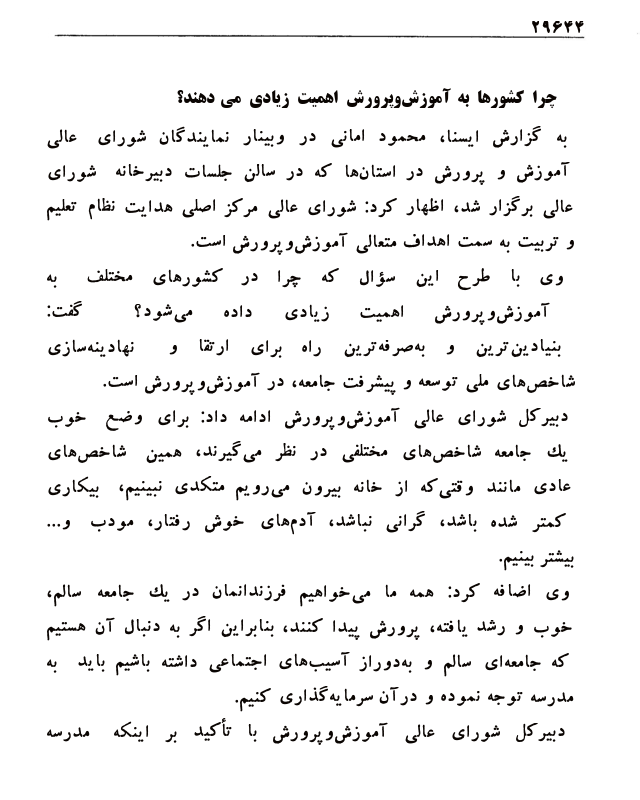 ۲۹۶۴۴
چرا کشورها به آموزش‌وپرورش اهمیت زیادی می دهند؟
به گزارش ایسنا، محمود امانی در وبینار نمایندگان شورای عالی
آموزش و پرورش در استان‌ها که در سالن جلسات دبیرخانه شورای
عالی برگزار شد، اظهار کرد: شورای عالی مرکز اصلی هدایت نظام تعلیم
و تربیت به سمت اهداف متعالی آموزش‌وپرورش است.
وی با طرح این سؤال که چرا در کشورهای مختلف به
آموزش‌وپرورش اهمیت زیادی داده می‌شود؟ گفت:
بنیادین‌ترین و به‌صرفه‌ترین راه برای ارتقا و نهادینه‌سازی
شاخص‌های ملی توسعه و پیشرفت جامعه، در آموزش‌وپرورش است.
دبیرکل شورای عالی آموزش‌وپرورش ادامه داد: برای وضع خوب
یك جامعه شاخص‌های مختلفی در نظر می‌گیرند، همین شاخص‌های
عادی مانند وقتی‌که از خانه بیرون می‌رویم متکدی نبینیم، بیکاری
کمتر شده باشد، گرانی نباشد، آدم‌های خوش رفتار، مودب و...
بیشتر بینیم.
وی اضافه کرد: همه ما می‌خواهیم فرزندانمان در یك جامعه سالم،
خوب و رشد یافته، پرورش پیدا کنند، بنابراین اگر به دنبال آن هستیم
که جامعه‌ای سالم و به‌دوراز آسیب‌های اجتماعی داشته باشیم باید به
مدرسه توجه نموده و درآن سرمایه‌گذاری کنیم.
دبیرکل شورای عالی آموزش‌وپرورش با تأکید بر اینکه مدرسه